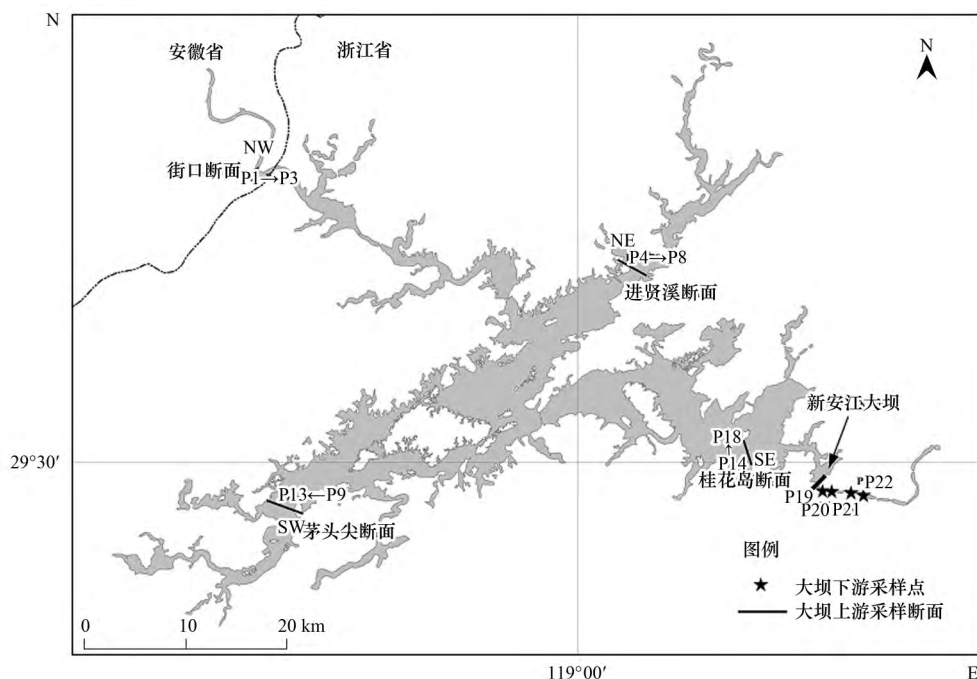 N
安徽省
浙江省
N
NW
街口断面
P1→P3
NE
P4→P8
进贤溪断面
新安江大坝
P18
↑
P14
SE
29°30′
桂花岛断面
P13←P9
P19
P22
P20
P21
SW
茅头尖断面
图例
★ 大坝下游采样点
大坝上游采样断面
0 10 20 km
119°00′
E